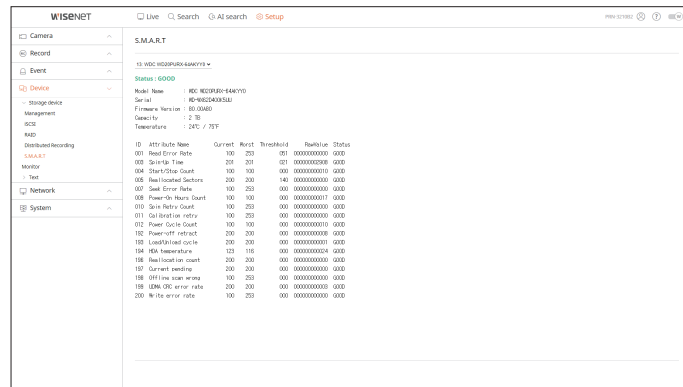 WISENET
Live Search AI search Setup
PRN-3210B2
Camera
Record
Event
Device
Storage device
Management
iSCSI
RAID
Distributed Recording
S.M.A.R.T
Monitor
Text
Network
System
S.M.A.R.T
13: WDC WD20PURX-64AKYY0
Status : GOOD
Model Name : WDC WD20PURX-64AKYY0
Serial
Firmware Version : 80.00A80
Capacity : 2 TB
Temperature : 24℃ / 75℉
ID Attribute Name Current Worst Threshhold RawValue Status
001 Read Error Rate 100 253 051 000000000000 GOOD
003 Spin-Up Time 201 201 021 000000002908 GOOD
004 Start/Stop Count 100 100 000 000000000010 GOOD
005 Reallocated Sectors 200 200 140 000000000000 GOOD
007 Seek Error Rate 100 253 000 000000000000 GOOD
009 Power-On Hours Count 100 100 000 000000000017 GOOD
010 Spin Retry Count 100 253 000 000000000000 GOOD
011 Calibration retry 100 253 000 000000000000 GOOD
012 Power Cycle Count 100 100 000 000000000010 GOOD
192 Power-off retract 200 200 000 000000000008 GOOD
193 Load/Unload cycle 200 200 000 000000000001 GOOD
194 HDA temperature 123 116 000 000000000024 GOOD
196 Reallocation count 200 200 000 000000000000 GOOD
197 Current pending 200 200 000 000000000000 GOOD
198 Offline scan wrong 100 253 000 000000000000 GOOD
199 UDMA CRC error rate 200 200 000 000000000003 GOOD
200 Write error rate 100 253 000 000000000000 GOOD